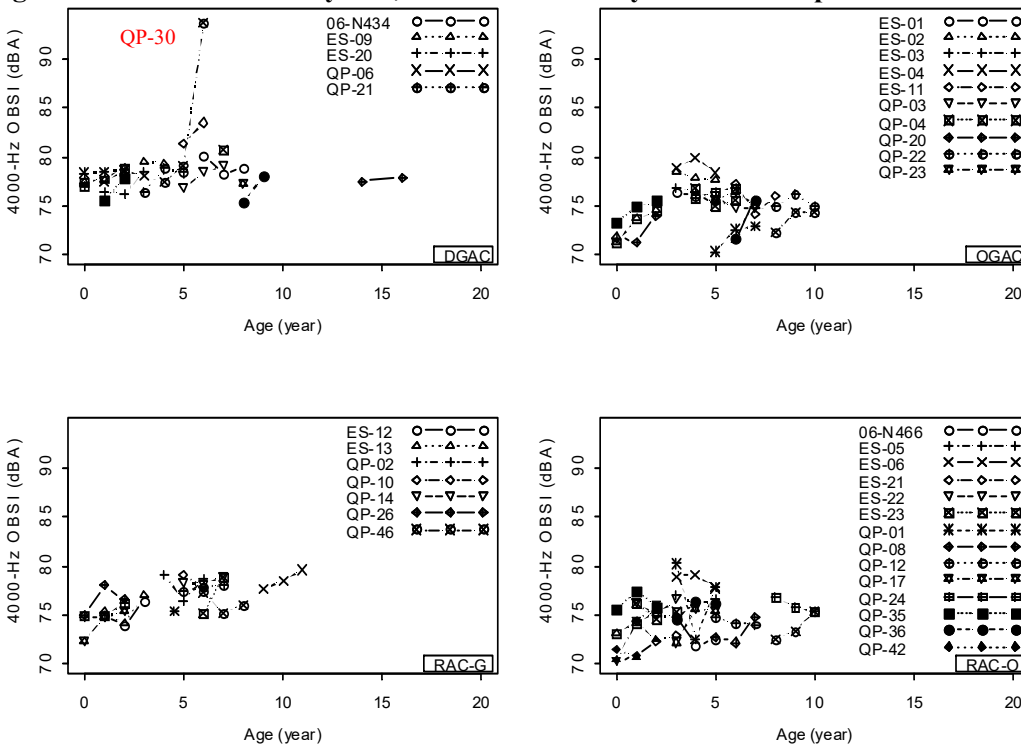 QP-30
06-N434
ES-09
ES-20
QP-06
QP-21
90
85
80
75
70
4000-Hz OBSI (dBA)
DGAC
0 5 10 15 20
Age (year)
ES-01
ES-02
ES-03
ES-04
ES-11
QP-03
QP-04
QP-20
QP-22
QP-23
90
85
80
75
70
4000-Hz OBSI (dBA)
OGAC
0 5 10 15 20
Age (year)
ES-12
ES-13
QP-02
QP-10
QP-14
QP-26
QP-46
90
85
80
75
70
4000-Hz OBSI (dBA)
RAC-G
0 5 10 15 20
Age (year)
06-N466
ES-05
ES-06
ES-21
ES-22
ES-23
QP-01
QP-08
QP-12
QP-17
QP-24
QP-35
QP-36
QP-42
90
85
80
75
70
4000-Hz OBSI (dBA)
RAC-O
0 5 10 15 20
Age (year)